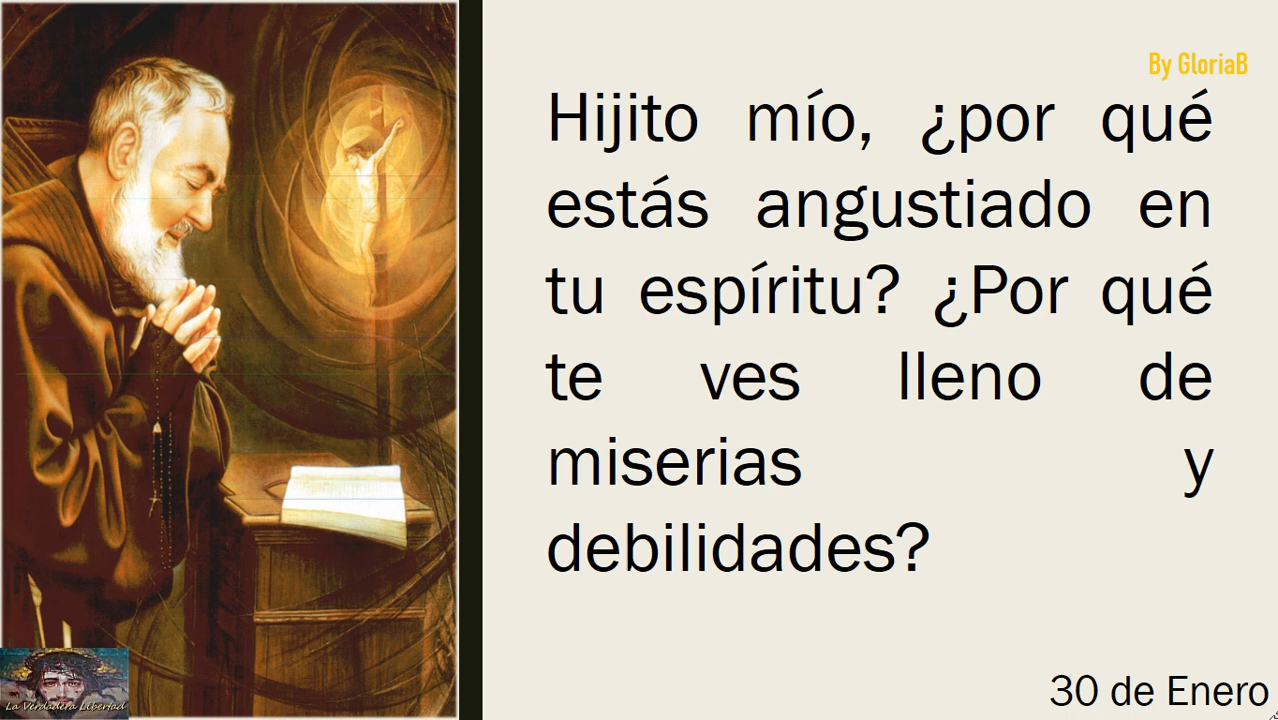 By GloriaB
Hijito mío, ¿por qué
estás angustiado en
tu espíritu? ¿Por qué
te ves lleno de
miserias y
debilidades?
30 de Enero
La Verdadera Libertad